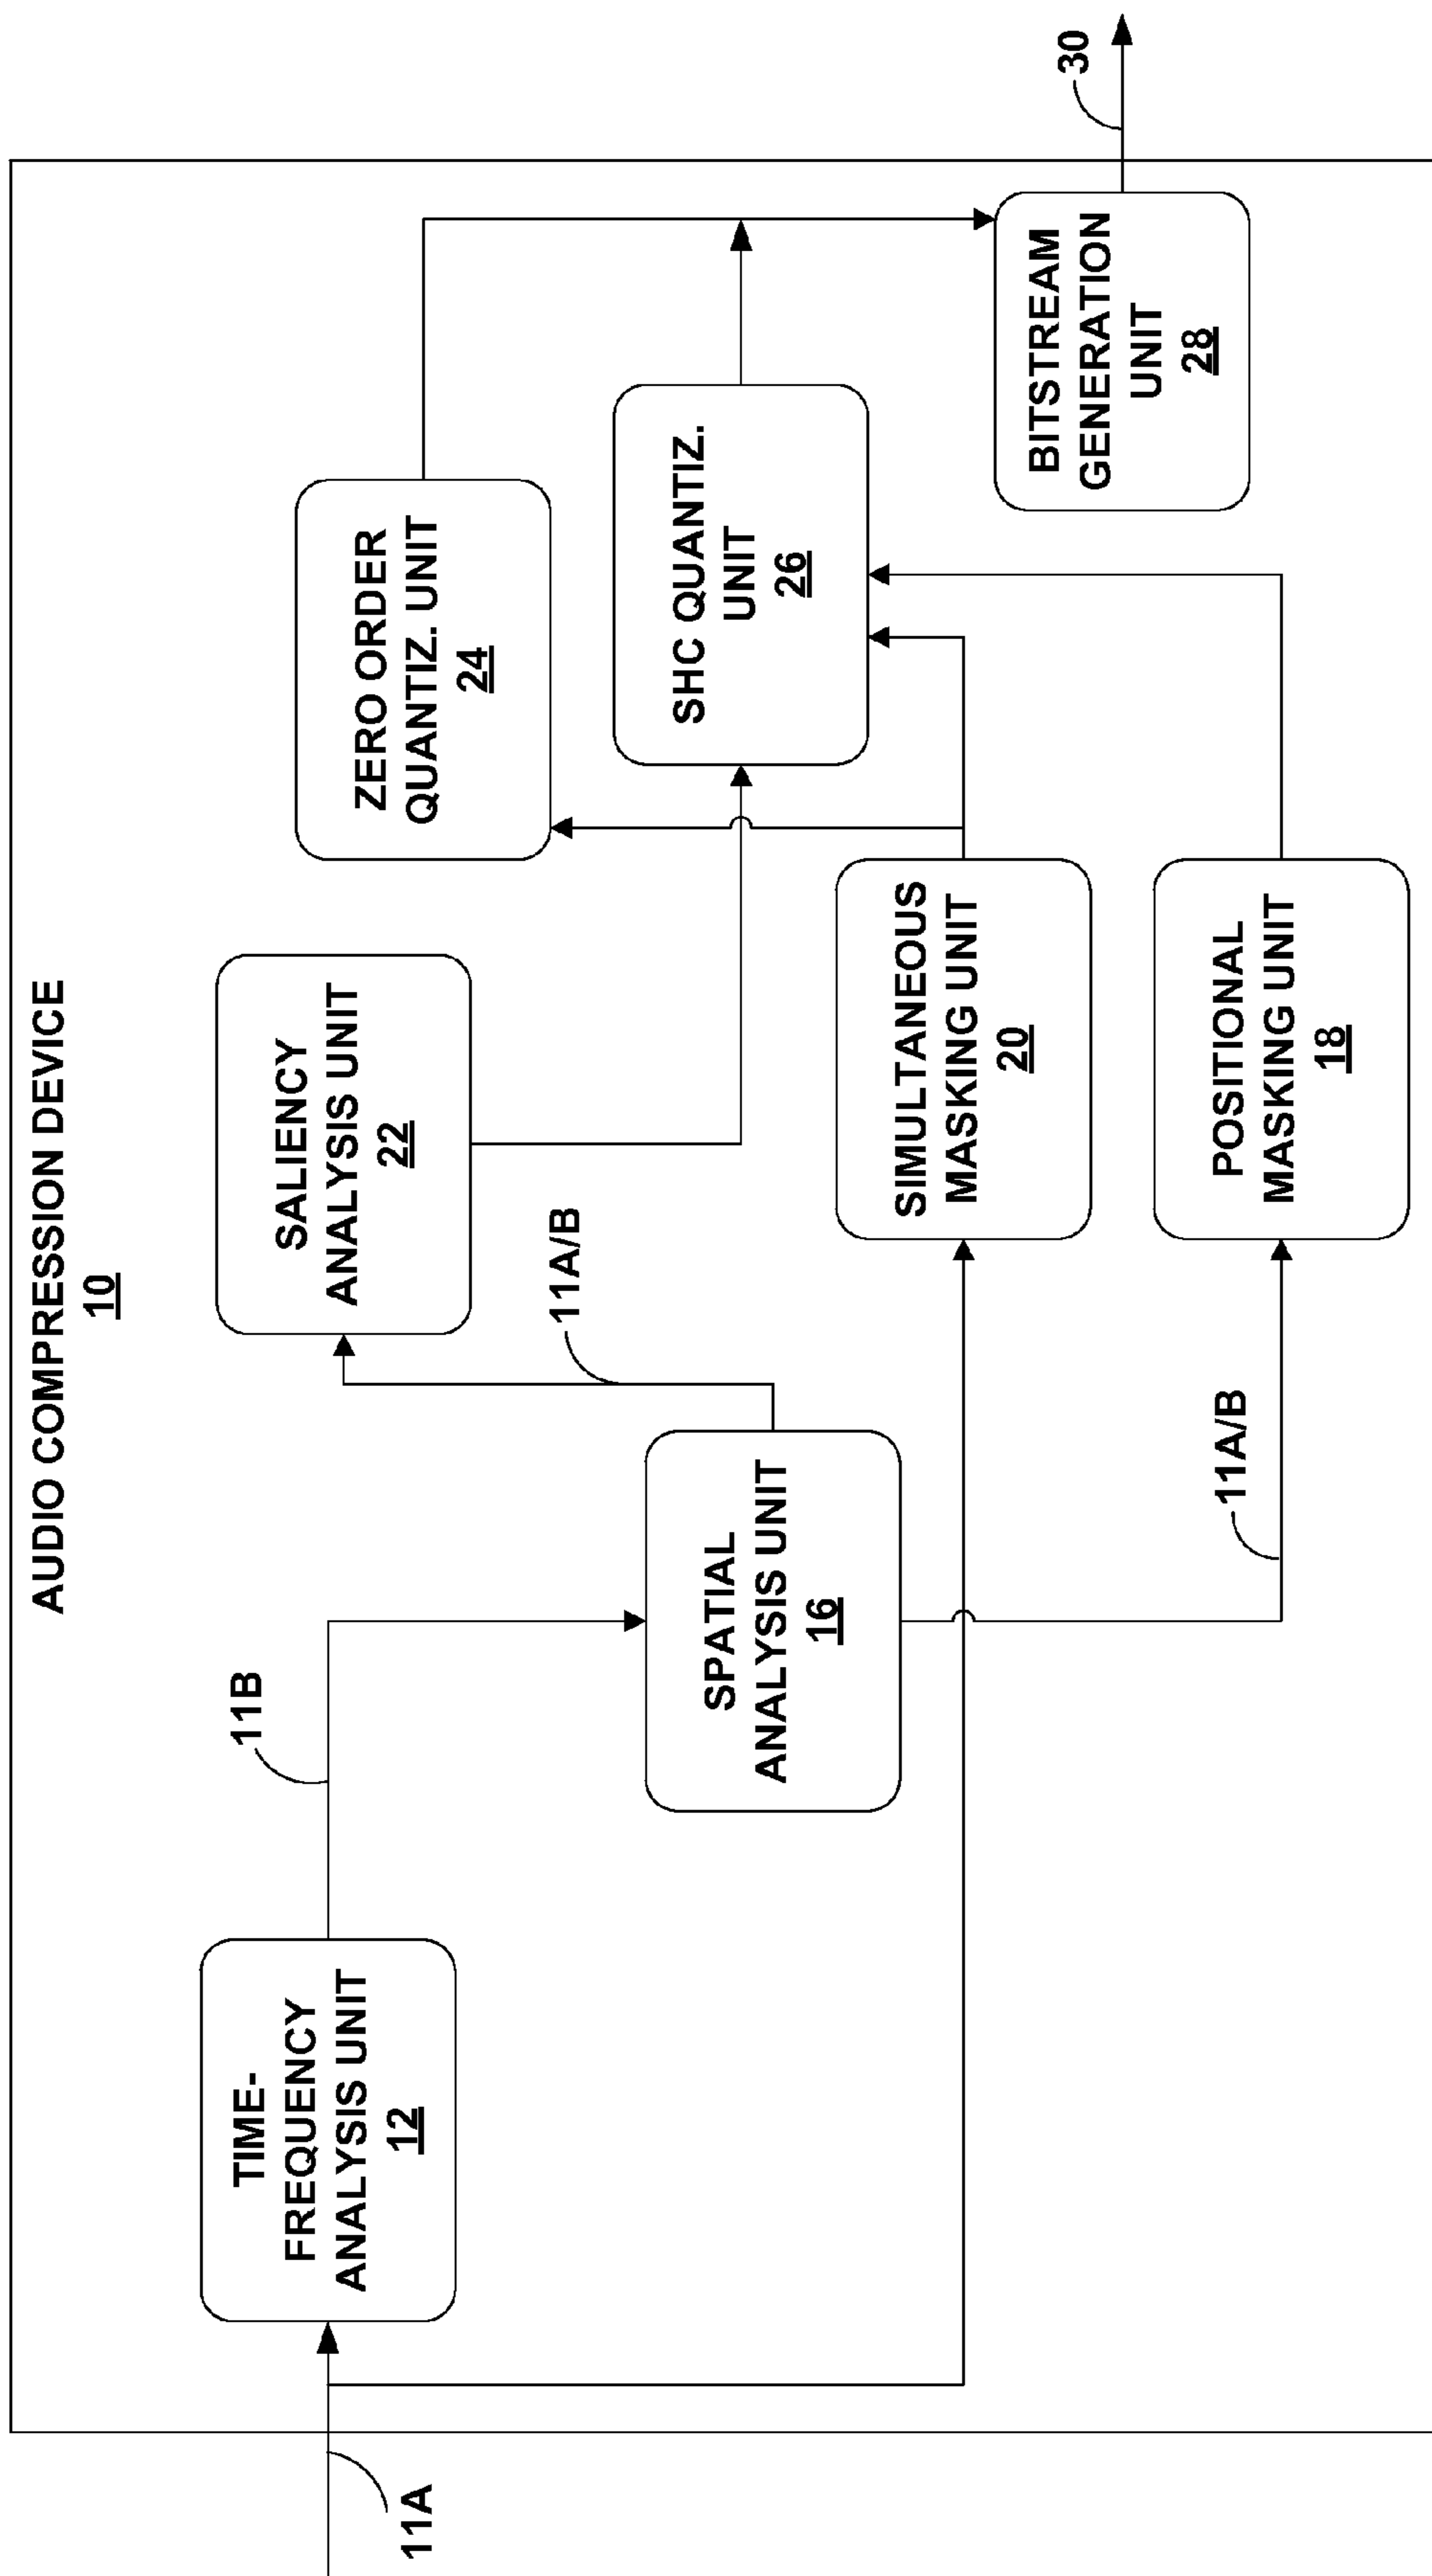 AUDIO COMPRESSION DEVICE
10
11A
TIME-
FREQUENCY
ANALYSIS UNIT
12
11B
SPATIAL
ANALYSIS UNIT
16
11A/B
11A/B
SALIENCY
ANALYSIS UNIT
22
SIMULTANEOUS
MASKING UNIT
20
POSITIONAL
MASKING UNIT
18
ZERO ORDER
QUANTIZ. UNIT
24
SHC QUANTIZ.
UNIT
26
BITSTREAM
GENERATION
UNIT
28
30